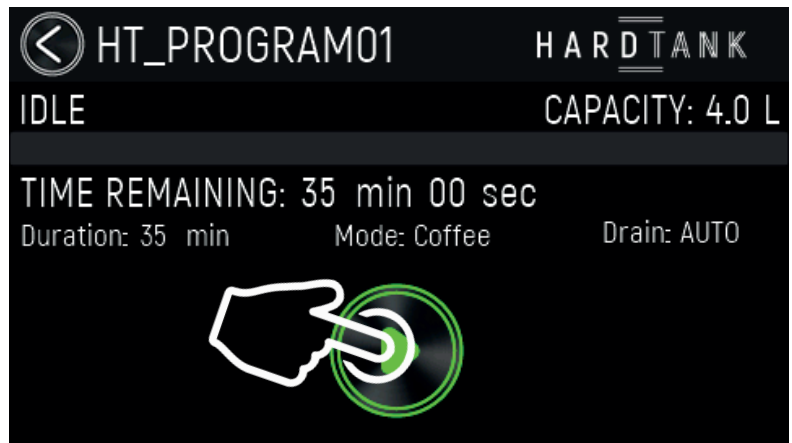 HT_PROGRAM01 HARDTANK
IDLE CAPACITY: 4.0 L
TIME REMAINING: 35 min 00 sec
Duration: 35 min Mode: Coffee Drain: AUTO